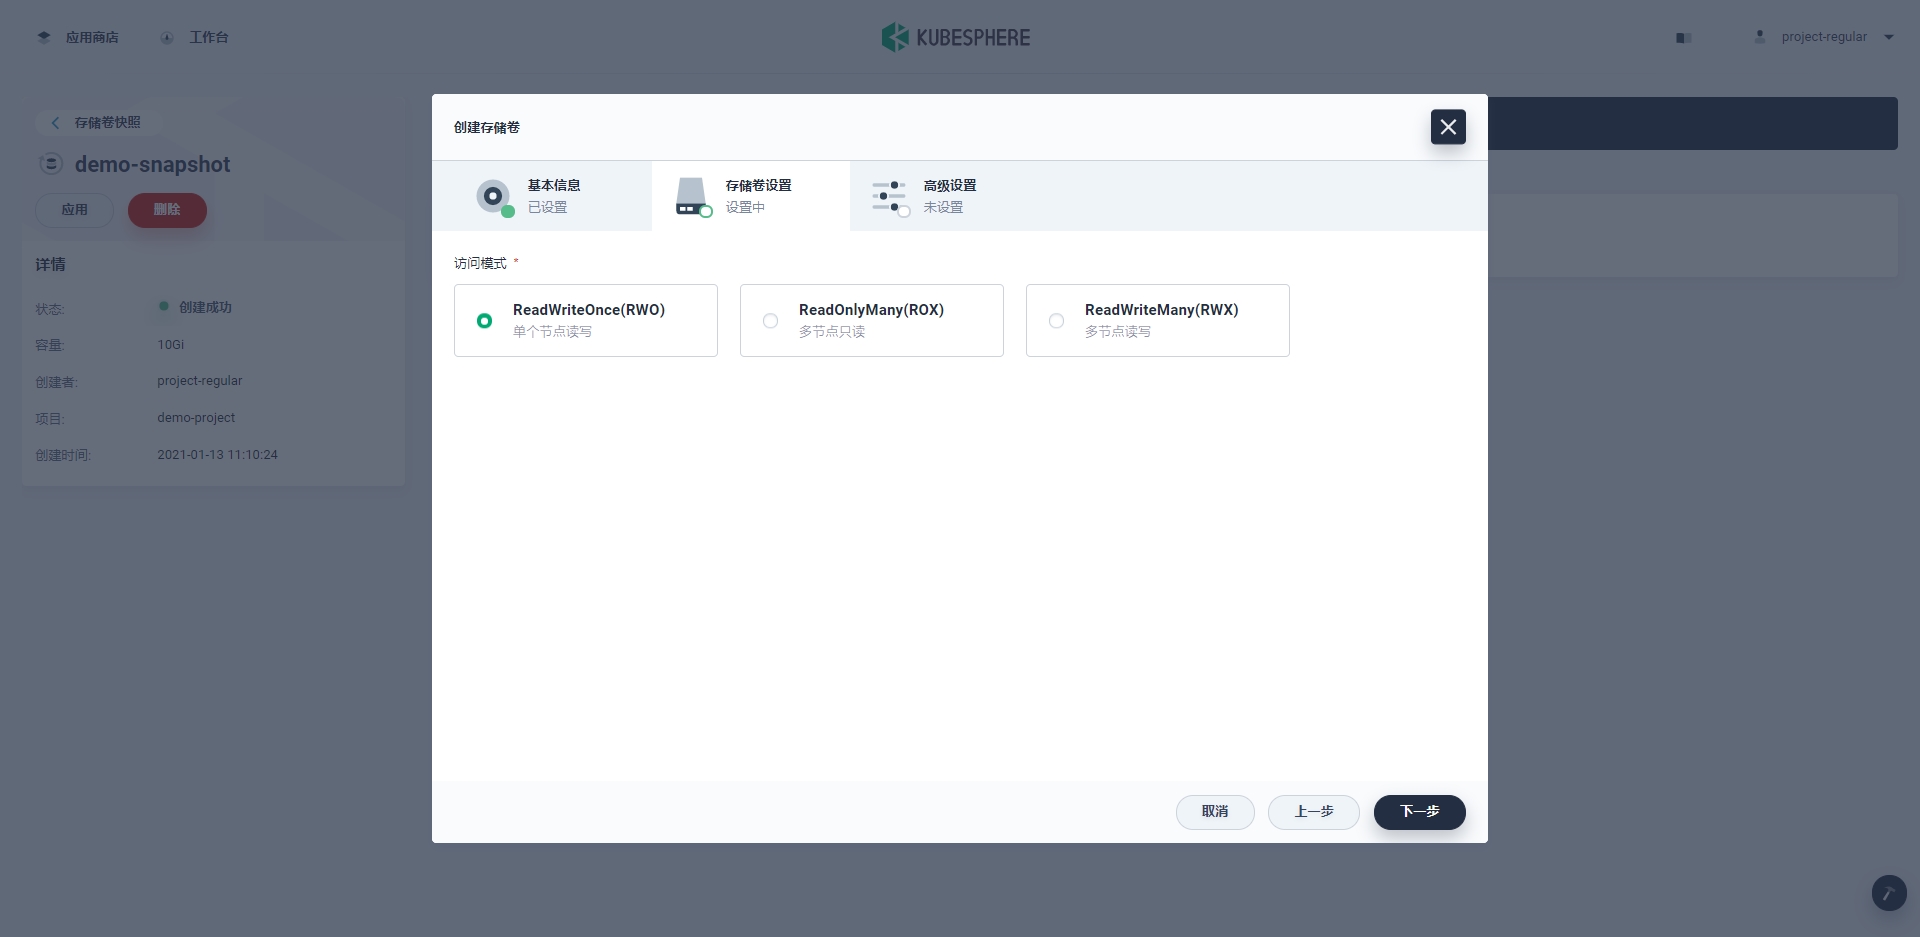 应用商店
工作台
KUBESPHERE
project-regular
存储卷快照
demo-snapshot
应用
删除
详情
状态:
创建成功
容量:
10Gi
创建者:
project-regular
项目:
demo-project
创建时间:
2021-01-13 11:10:24
创建存储卷
基本信息
已设置
存储卷设置
设置中
高级设置
未设置
访问模式 *
ReadWriteOnce(RWO)
单个节点读写
ReadOnlyMany(ROX)
多节点只读
ReadWriteMany(RWX)
多节点读写
取消
上一步
下一步